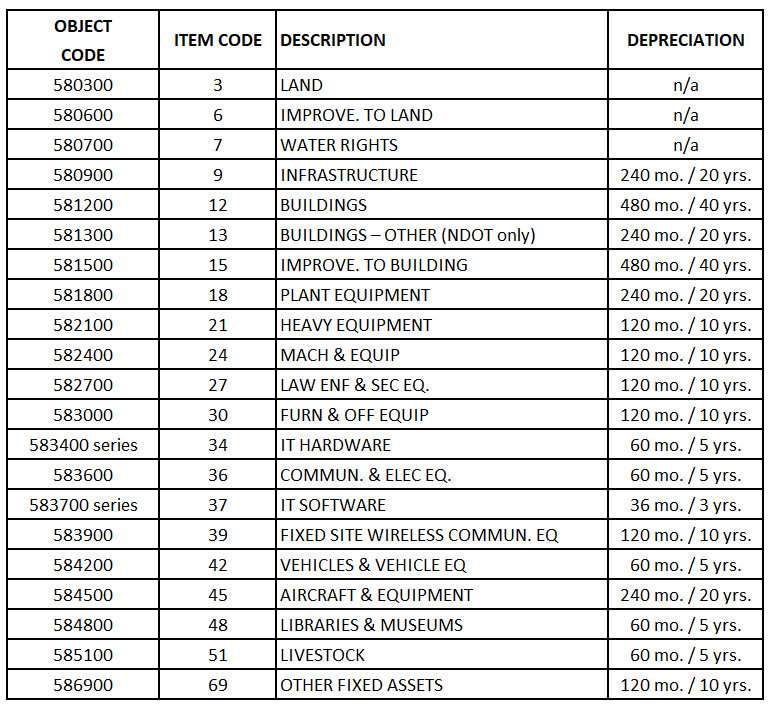 OBJECT CODE ITEM CODE DESCRIPTION DEPRECIATION
580300 3 LAND n/a
580600 6 IMPROVE. TO LAND n/a
580700 7 WATER RIGHTS n/a
580900 9 INFRASTRUCTURE 240 mo. / 20 yrs.
581200 12 BUILDINGS 480 mo. / 40 yrs.
581300 13 BUILDINGS – OTHER (NDOT only) 240 mo. / 20 yrs.
581500 15 IMPROVE. TO BUILDING 480 mo. / 40 yrs.
581800 18 PLANT EQUIPMENT 240 mo. / 20 yrs.
582100 21 HEAVY EQUIPMENT 120 mo. / 10 yrs.
582400 24 MACH & EQUIP 120 mo. / 10 yrs.
582700 27 LAW ENF & SEC EQ. 120 mo. / 10 yrs.
583000 30 FURN & OFF EQUIP 120 mo. / 10 yrs.
583400 series 34 IT HARDWARE 60 mo. / 5 yrs.
583600 36 COMMUN. & ELEC EQ. 60 mo. / 5 yrs.
583700 series 37 IT SOFTWARE 36 mo. / 3 yrs.
583900 39 FIXED SITE WIRELESS COMMUN. EQ 120 mo. / 10 yrs.
584200 42 VEHICLES & VEHICLE EQ 60 mo. / 5 yrs.
584500 45 AIRCRAFT & EQUIPMENT 240 mo. / 20 yrs.
584800 48 LIBRARIES & MUSEUMS 60 mo. / 5 yrs.
585100 51 LIVESTOCK 60 mo. / 5 yrs.
586900 69 OTHER FIXED ASSETS 120 mo. / 10 yrs.